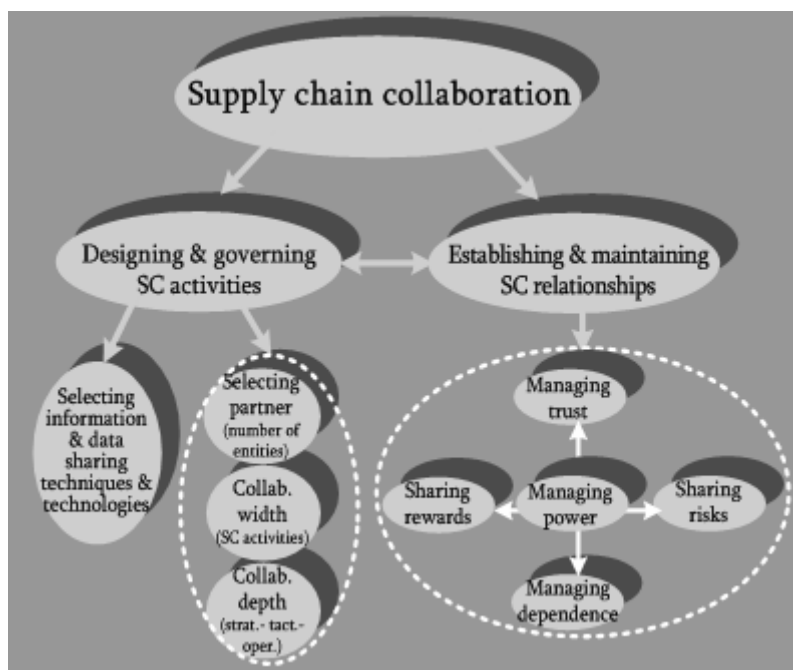 Supply chain collaboration
Designing & governing
SC activities
Establishing & maintaining
SC relationships
Selecting
information
& data
sharing
techniques &
technologies
Selecting
partner
(number of
entities)
Collab.
width
(SC activities)
Collab.
depth
(strat.- tact.-
oper.)
Managing
trust
Sharing
rewards
Managing
power
Sharing
risks
Managing
dependence